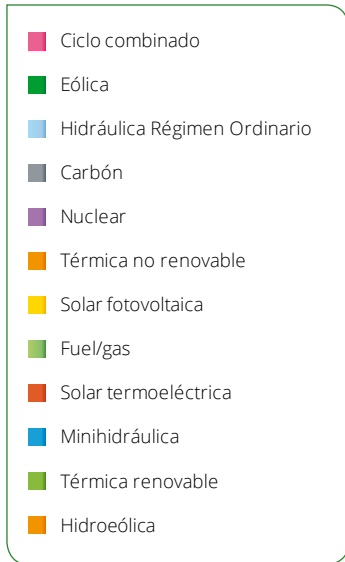 Ciclo combinado
Eólica
Hidráulica Régimen Ordinario
Carbón
Nuclear
Térmica no renovable
Solar fotovoltaica
Fuel/gas
Solar termoeléctrica
Minihidráulica
Térmica renovable
Hidroeólica